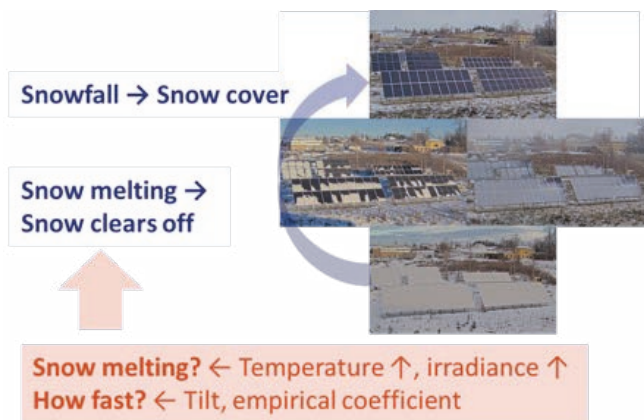 Snowfall → Snow cover
Snow melting →
Snow clears off
Snow melting? ← Temperature ↑, irradiance ↑
How fast? ← Tilt, empirical coefficient